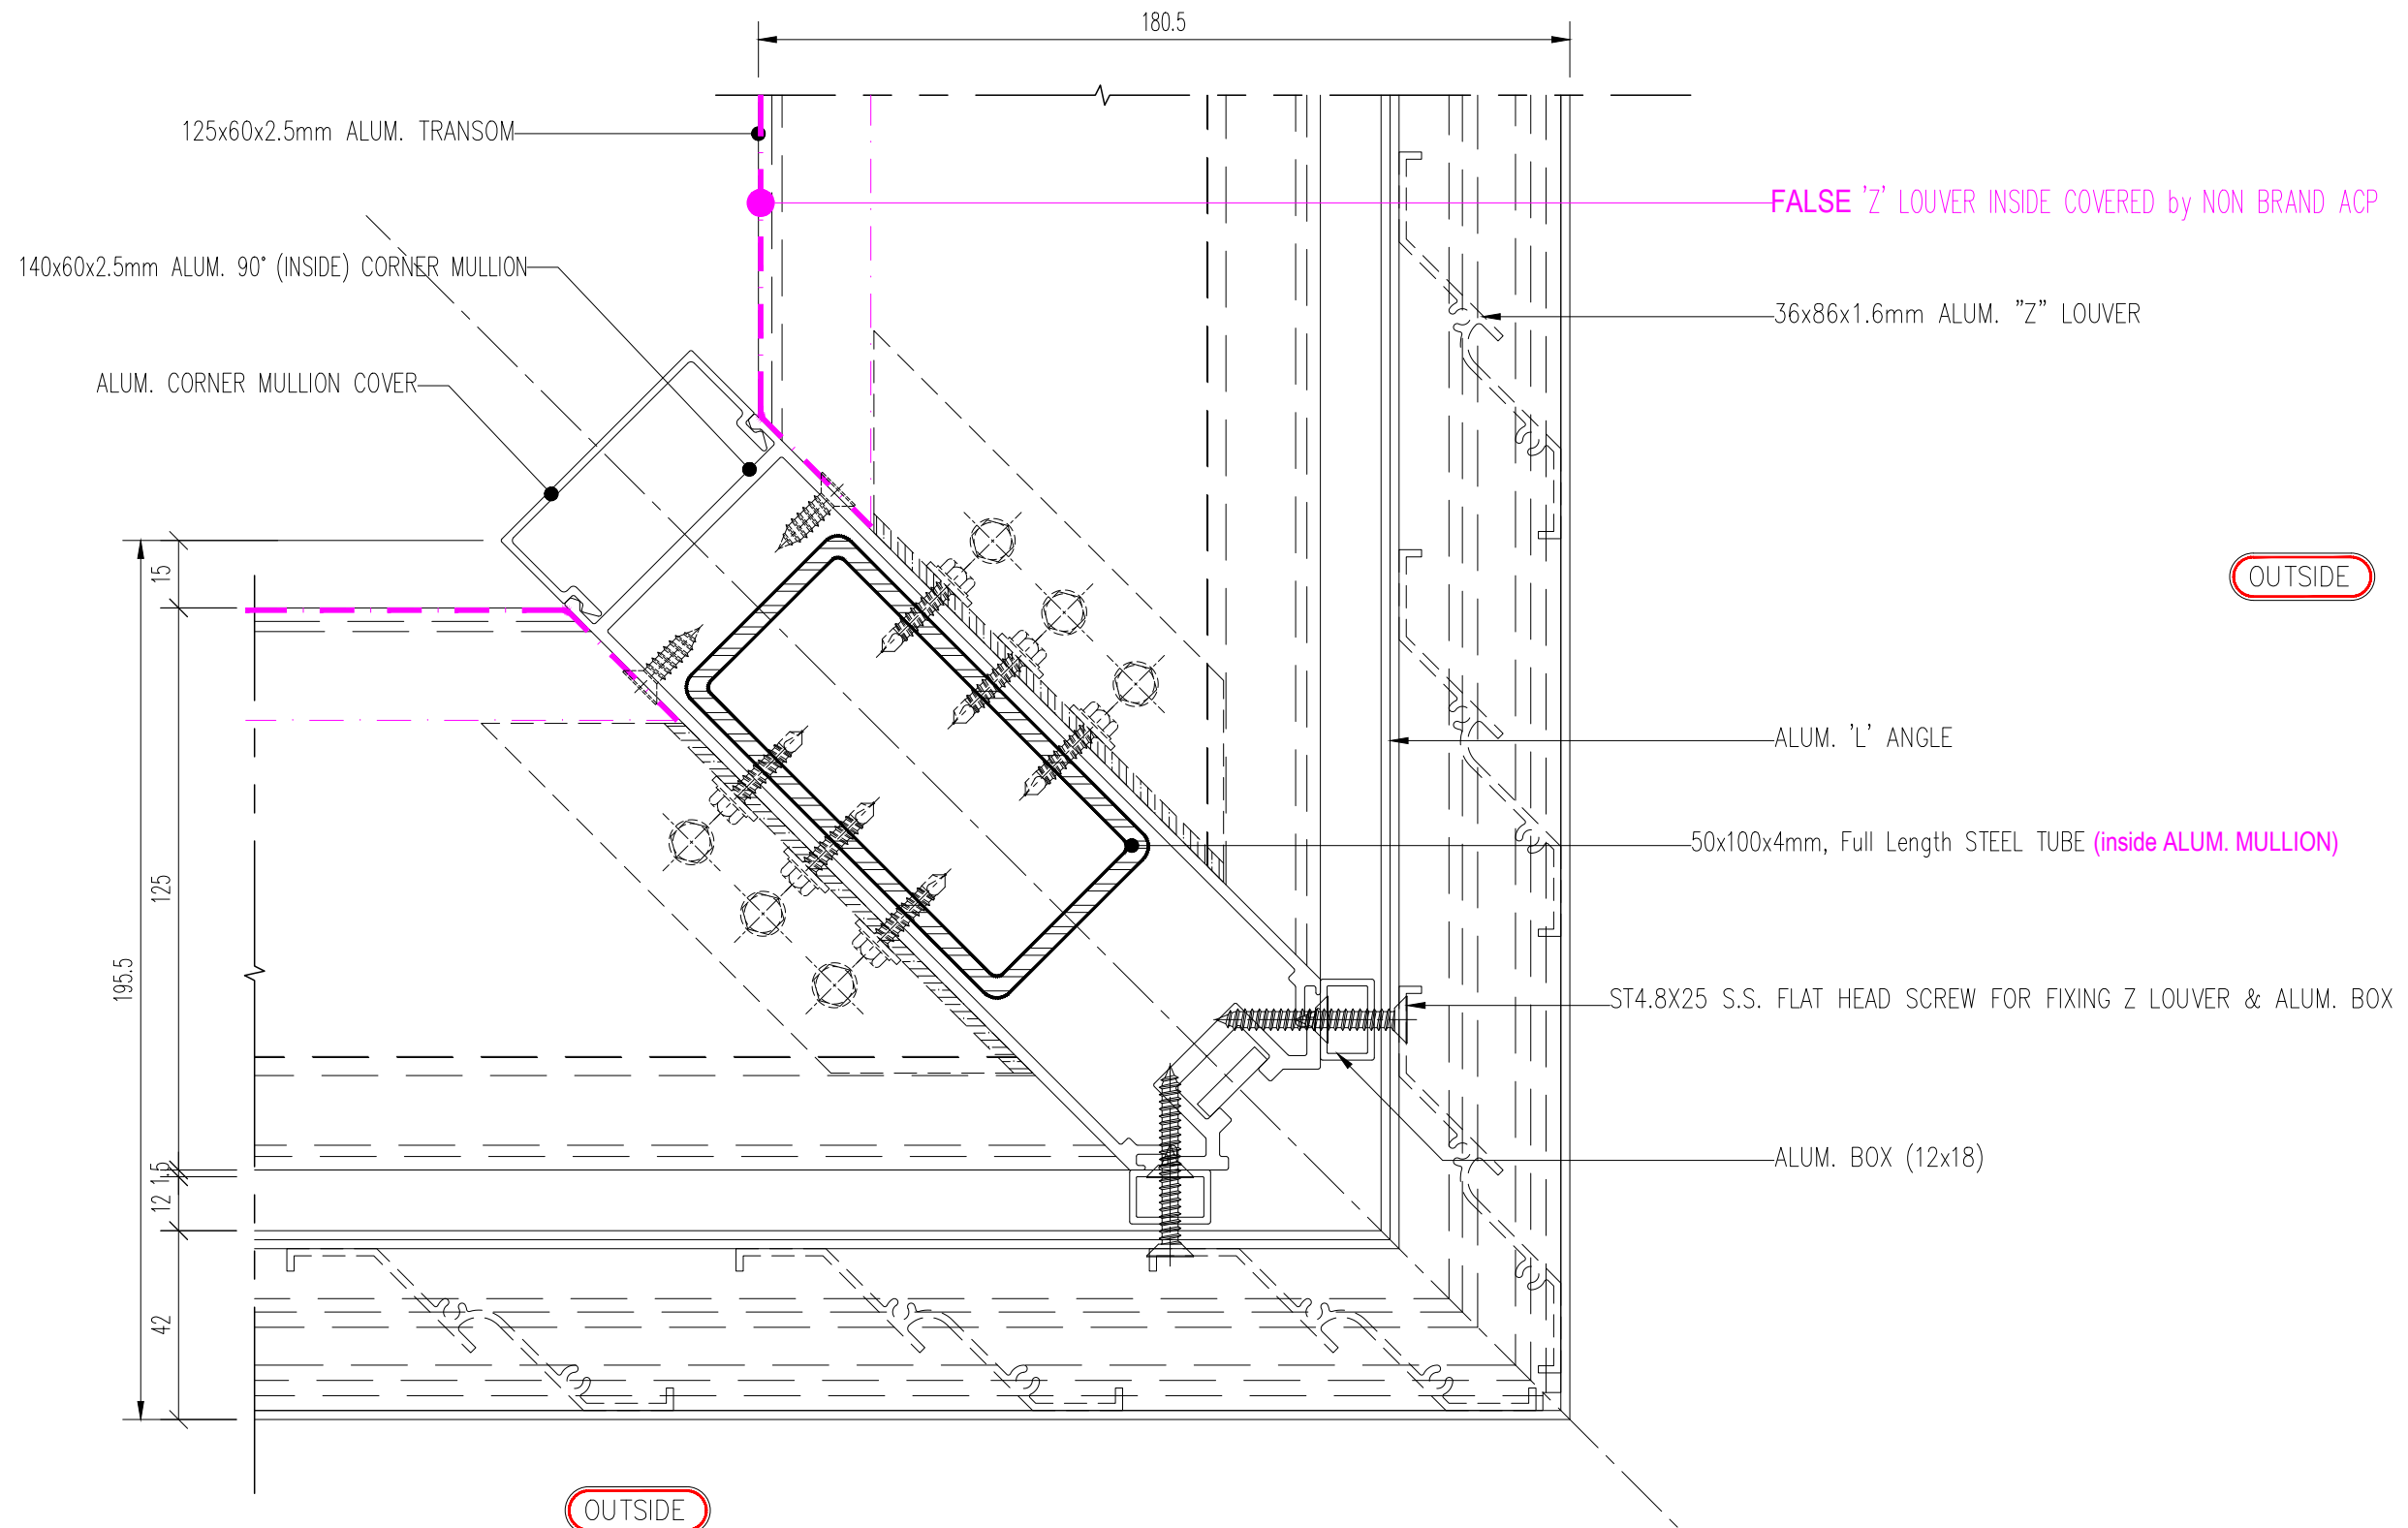 180.5
125x60x2.5mm ALUM. TRANSOM
FALSE 'Z' LOUVER INSIDE COVERED by NON BRAND ACP
140x60x2.5mm ALUM. 90° (INSIDE) CORNER MULLION
36x86x1.6mm ALUM. "Z" LOUVER
ALUM. CORNER MULLION COVER
OUTSIDE
15
ALUM. 'L' ANGLE
50x100x4mm, Full Length STEEL TUBE (inside ALUM. MULLION)
125
195.5
ST4.8X25 S.S. FLAT HEAD SCREW FOR FIXING Z LOUVER & ALUM. BOX
ALUM. BOX (12x18)
1.5
12
42
OUTSIDE